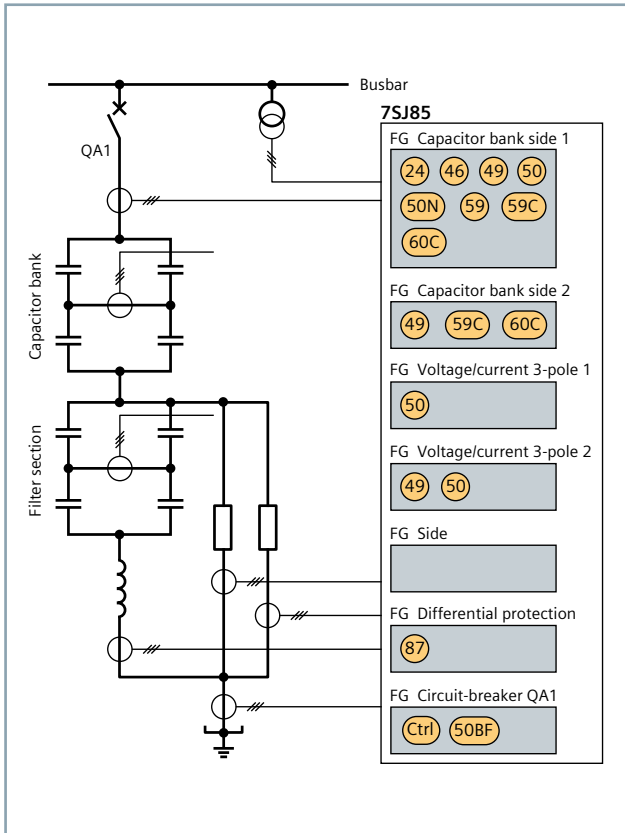 Busbar
7SJ85
QA1
FG Capacitor bank side 1
24 46 49 50
50N 59 59C
60C
Capacitor bank
FG Capacitor bank side 2
49 59C 60C
FG Voltage/current 3-pole 1
50
Filter section
FG Voltage/current 3-pole 2
49 50
FG Side
FG Differential protection
87
FG Circuit-breaker QA1
Ctrl 50BF